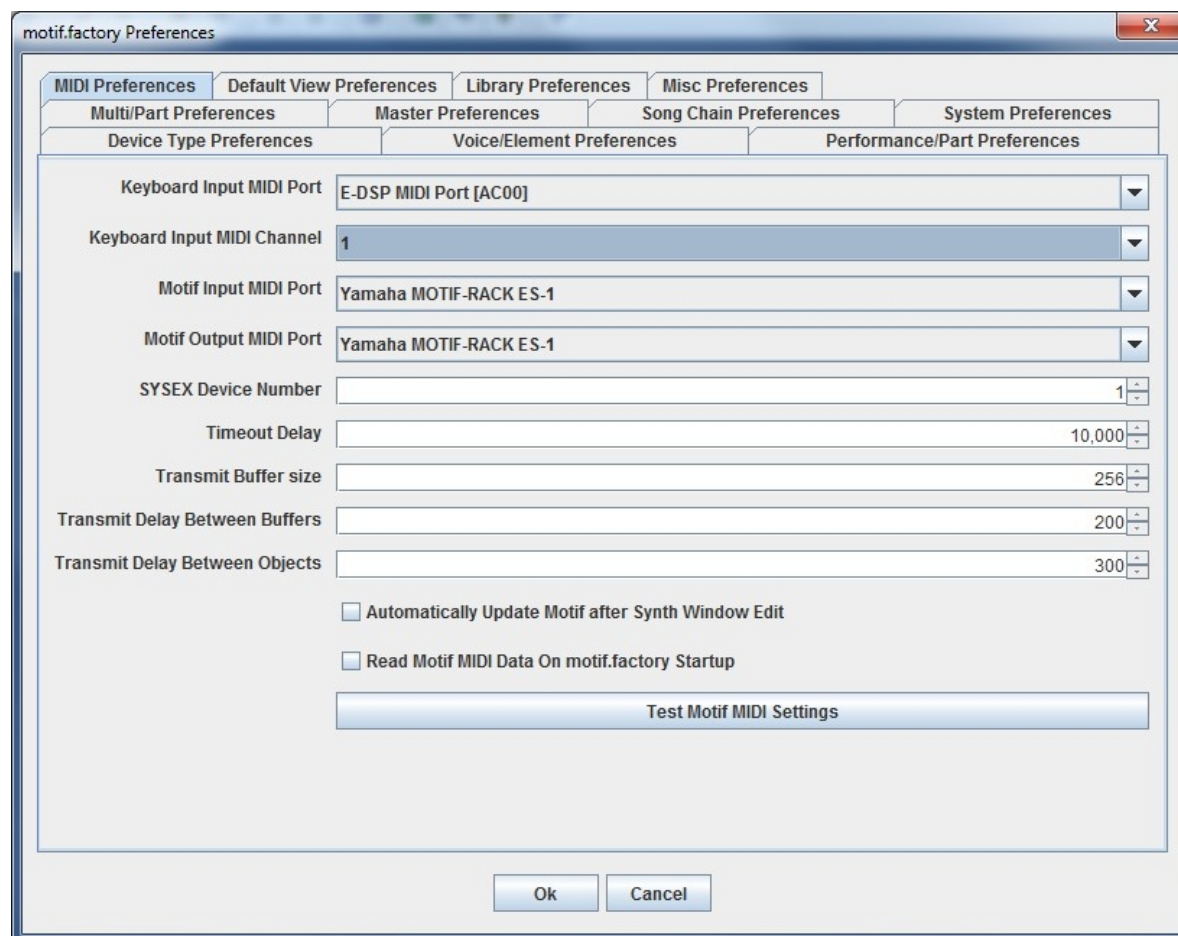 motif.factory Preferences
MIDI Preferences Default View Preferences Library Preferences Misc Preferences
Multi/Part Preferences Master Preferences Song Chain Preferences System Preferences
Device Type Preferences Voice/Element Preferences Performance/Part Preferences
Keyboard Input MIDI Port E-DSP MIDI Port [AC00]
Keyboard Input MIDI Channel 1
Motif Input MIDI Port Yamaha MOTIF-RACK ES-1
Motif Output MIDI Port Yamaha MOTIF-RACK ES-1
SYSEX Device Number 1
Timeout Delay 10,000
Transmit Buffer size 256
Transmit Delay Between Buffers 200
Transmit Delay Between Objects 300
Automatically Update Motif after Synth Window Edit
Read Motif MIDI Data On motif.factory Startup
Test Motif MIDI Settings
Ok Cancel